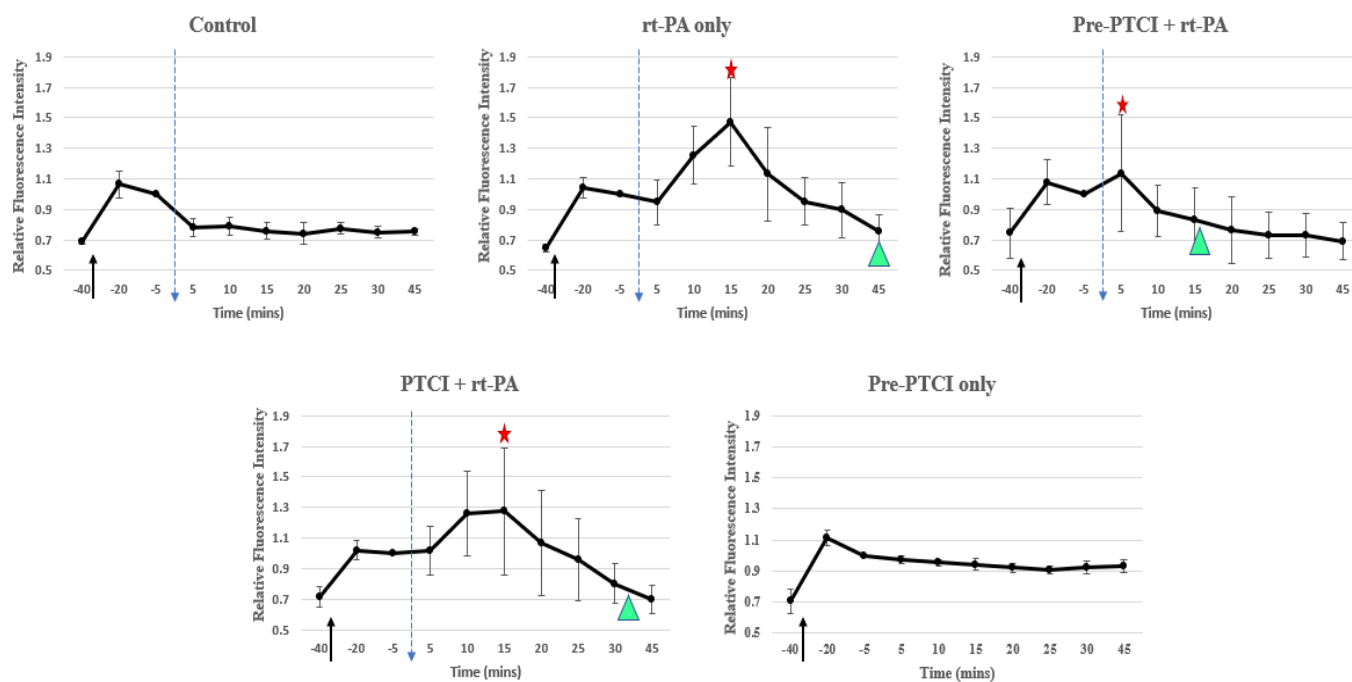 Control
Relative Fluorescence Intensity
1.9
1.7
1.5
1.3
1.1
0.9
0.7
0.5
-40 -20 -5 5 10 15 20 25 30 45
Time (mins)
rt-PA only
Relative Fluorescence Intensity
1.9
1.7
1.5
1.3
1.1
0.9
0.7
0.5
-40 -20 -5 5 10 15 20 25 30 45
Time (mins)
Pre-PTCI + rt-PA
Relative Fluorescence Intensity
1.9
1.7
1.5
1.3
1.1
0.9
0.7
0.5
-40 -20 -5 5 10 15 20 25 30 45
Time (mins)
PTCI + rt-PA
Relative Fluorescence Intensity
1.9
1.7
1.5
1.3
1.1
0.9
0.7
0.5
-40 -20 -5 5 10 15 20 25 30 45
Time (mins)
Pre-PTCI only
Relative Fluorescence Intensity
1.9
1.7
1.5
1.3
1.1
0.9
0.7
0.5
-40 -20 -5 5 10 15 20 25 30 45
Time (mins)